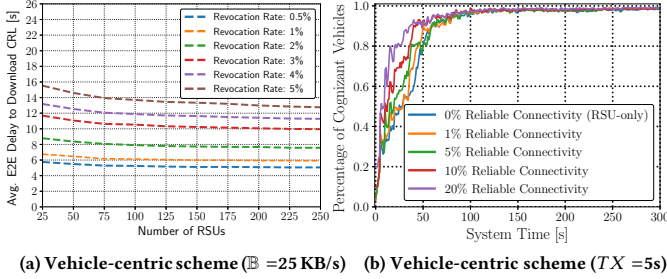 Avg. E2E Delay to Download CRL [s]
26
24
22
20
18
16
14
12
10
8
6
4
2
0
25 50 75 100 125 150 175 200 225 250
Number of RSUs
Revocation Rate: 0.5%
Revocation Rate: 1%
Revocation Rate: 2%
Revocation Rate: 3%
Revocation Rate: 4%
Revocation Rate: 5%
(a) Vehicle-centric scheme (𝔹 =25 KB/s)
Percentage of Cognizant Vehicles
1.0
0.8
0.6
0.4
0.2
0.0
0 50 100 150 200 250 300
System Time [s]
0% Reliable Connectivity (RSU-only)
1% Reliable Connectivity
5% Reliable Connectivity
10% Reliable Connectivity
20% Reliable Connectivity
(b) Vehicle-centric scheme (TX =5s)